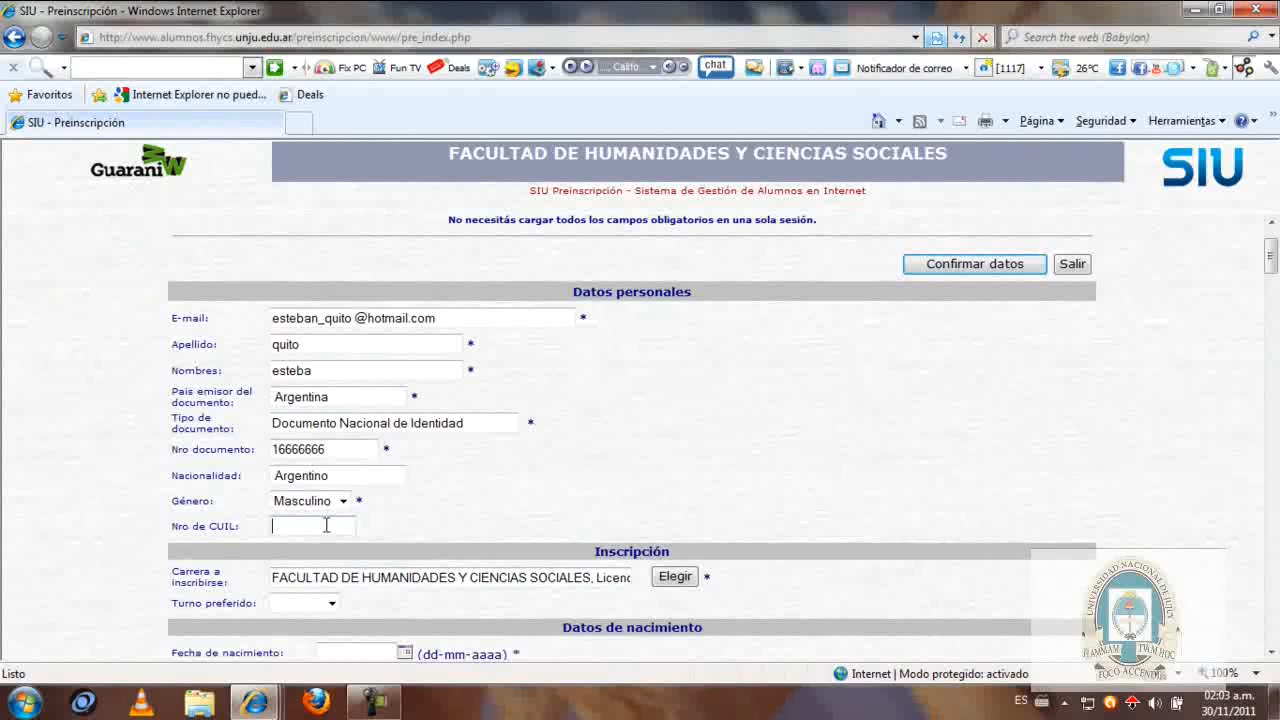 SIU - Preinscripción - Windows Internet Explorer
http://www.alumnos.fhycs.unju.edu.ar/preinscripcion/www/pre_index.php
Search the web (Babylon)
Fix PC Fun TV Deals ..., Califo chat Notificador de correo [1117] 26°C
Favoritos Internet Explorer no pued... Deals
SIU - Preinscripción Página Seguridad Herramientas
Guarani W FACULTAD DE HUMANIDADES Y CIENCIAS SOCIALES SIU
SIU Preinscripción - Sistema de Gestión de Alumnos en Internet
No necesitás cargar todos los campos obligatorios en una sola sesión.
Confirmar datos Salir
Datos personales
E-mail: esteban_quito @hotmail.com *
Apellido: quito *
Nombres: esteba *
Pais emisor del documento: Argentina *
Tipo de documento: Documento Nacional de Identidad *
Nro documento: 16666666 *
Nacionalidad: Argentino
Género: Masculino *
Nro de CUIL:
Inscripción
Carrera a inscribirse: FACULTAD DE HUMANIDADES Y CIENCIAS SOCIALES, Licenc Elegir *
Turno preferido:
Datos de nacimiento
Fecha de nacimiento: (dd-mm-aaaa) *
UNIVERSIDAD NACIONAL DE JUJUY
Listo Internet | Modo protegido: activado 100%
ES 02:03 a.m.
30/11/2011